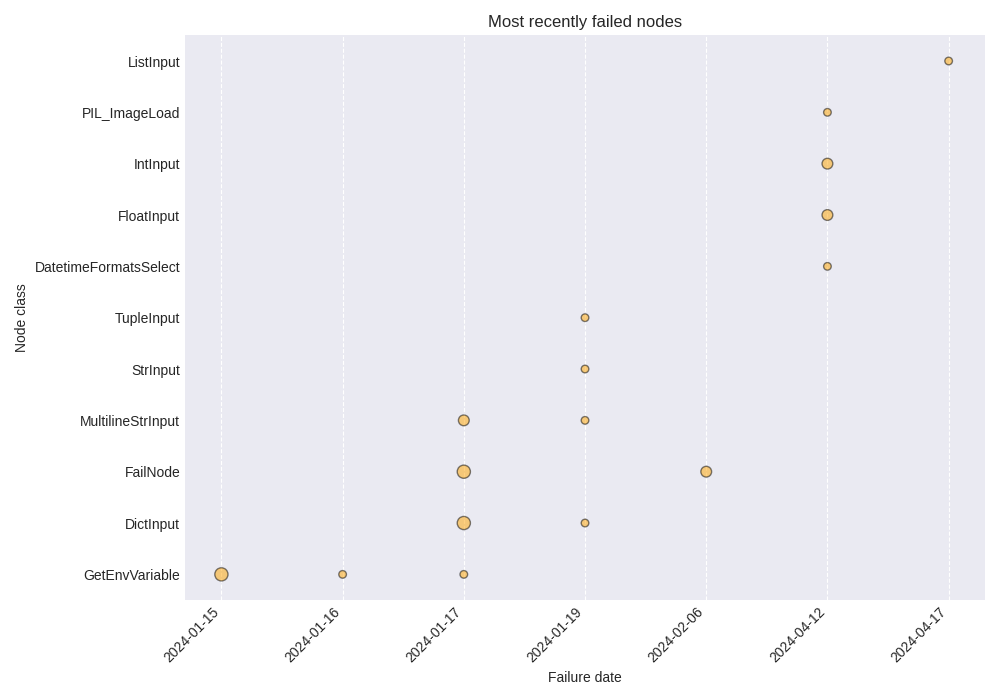 Most recently failed nodes
ListInput
PIL_ImageLoad
IntInput
FloatInput
DatetimeFormatsSelect
TupleInput
StrInput
MultilineStrInput
FailNode
DictInput
GetEnvVariable
Node class
2024-01-15
2024-01-16
2024-01-17
2024-01-19
2024-02-06
2024-04-12
2024-04-17
Failure date